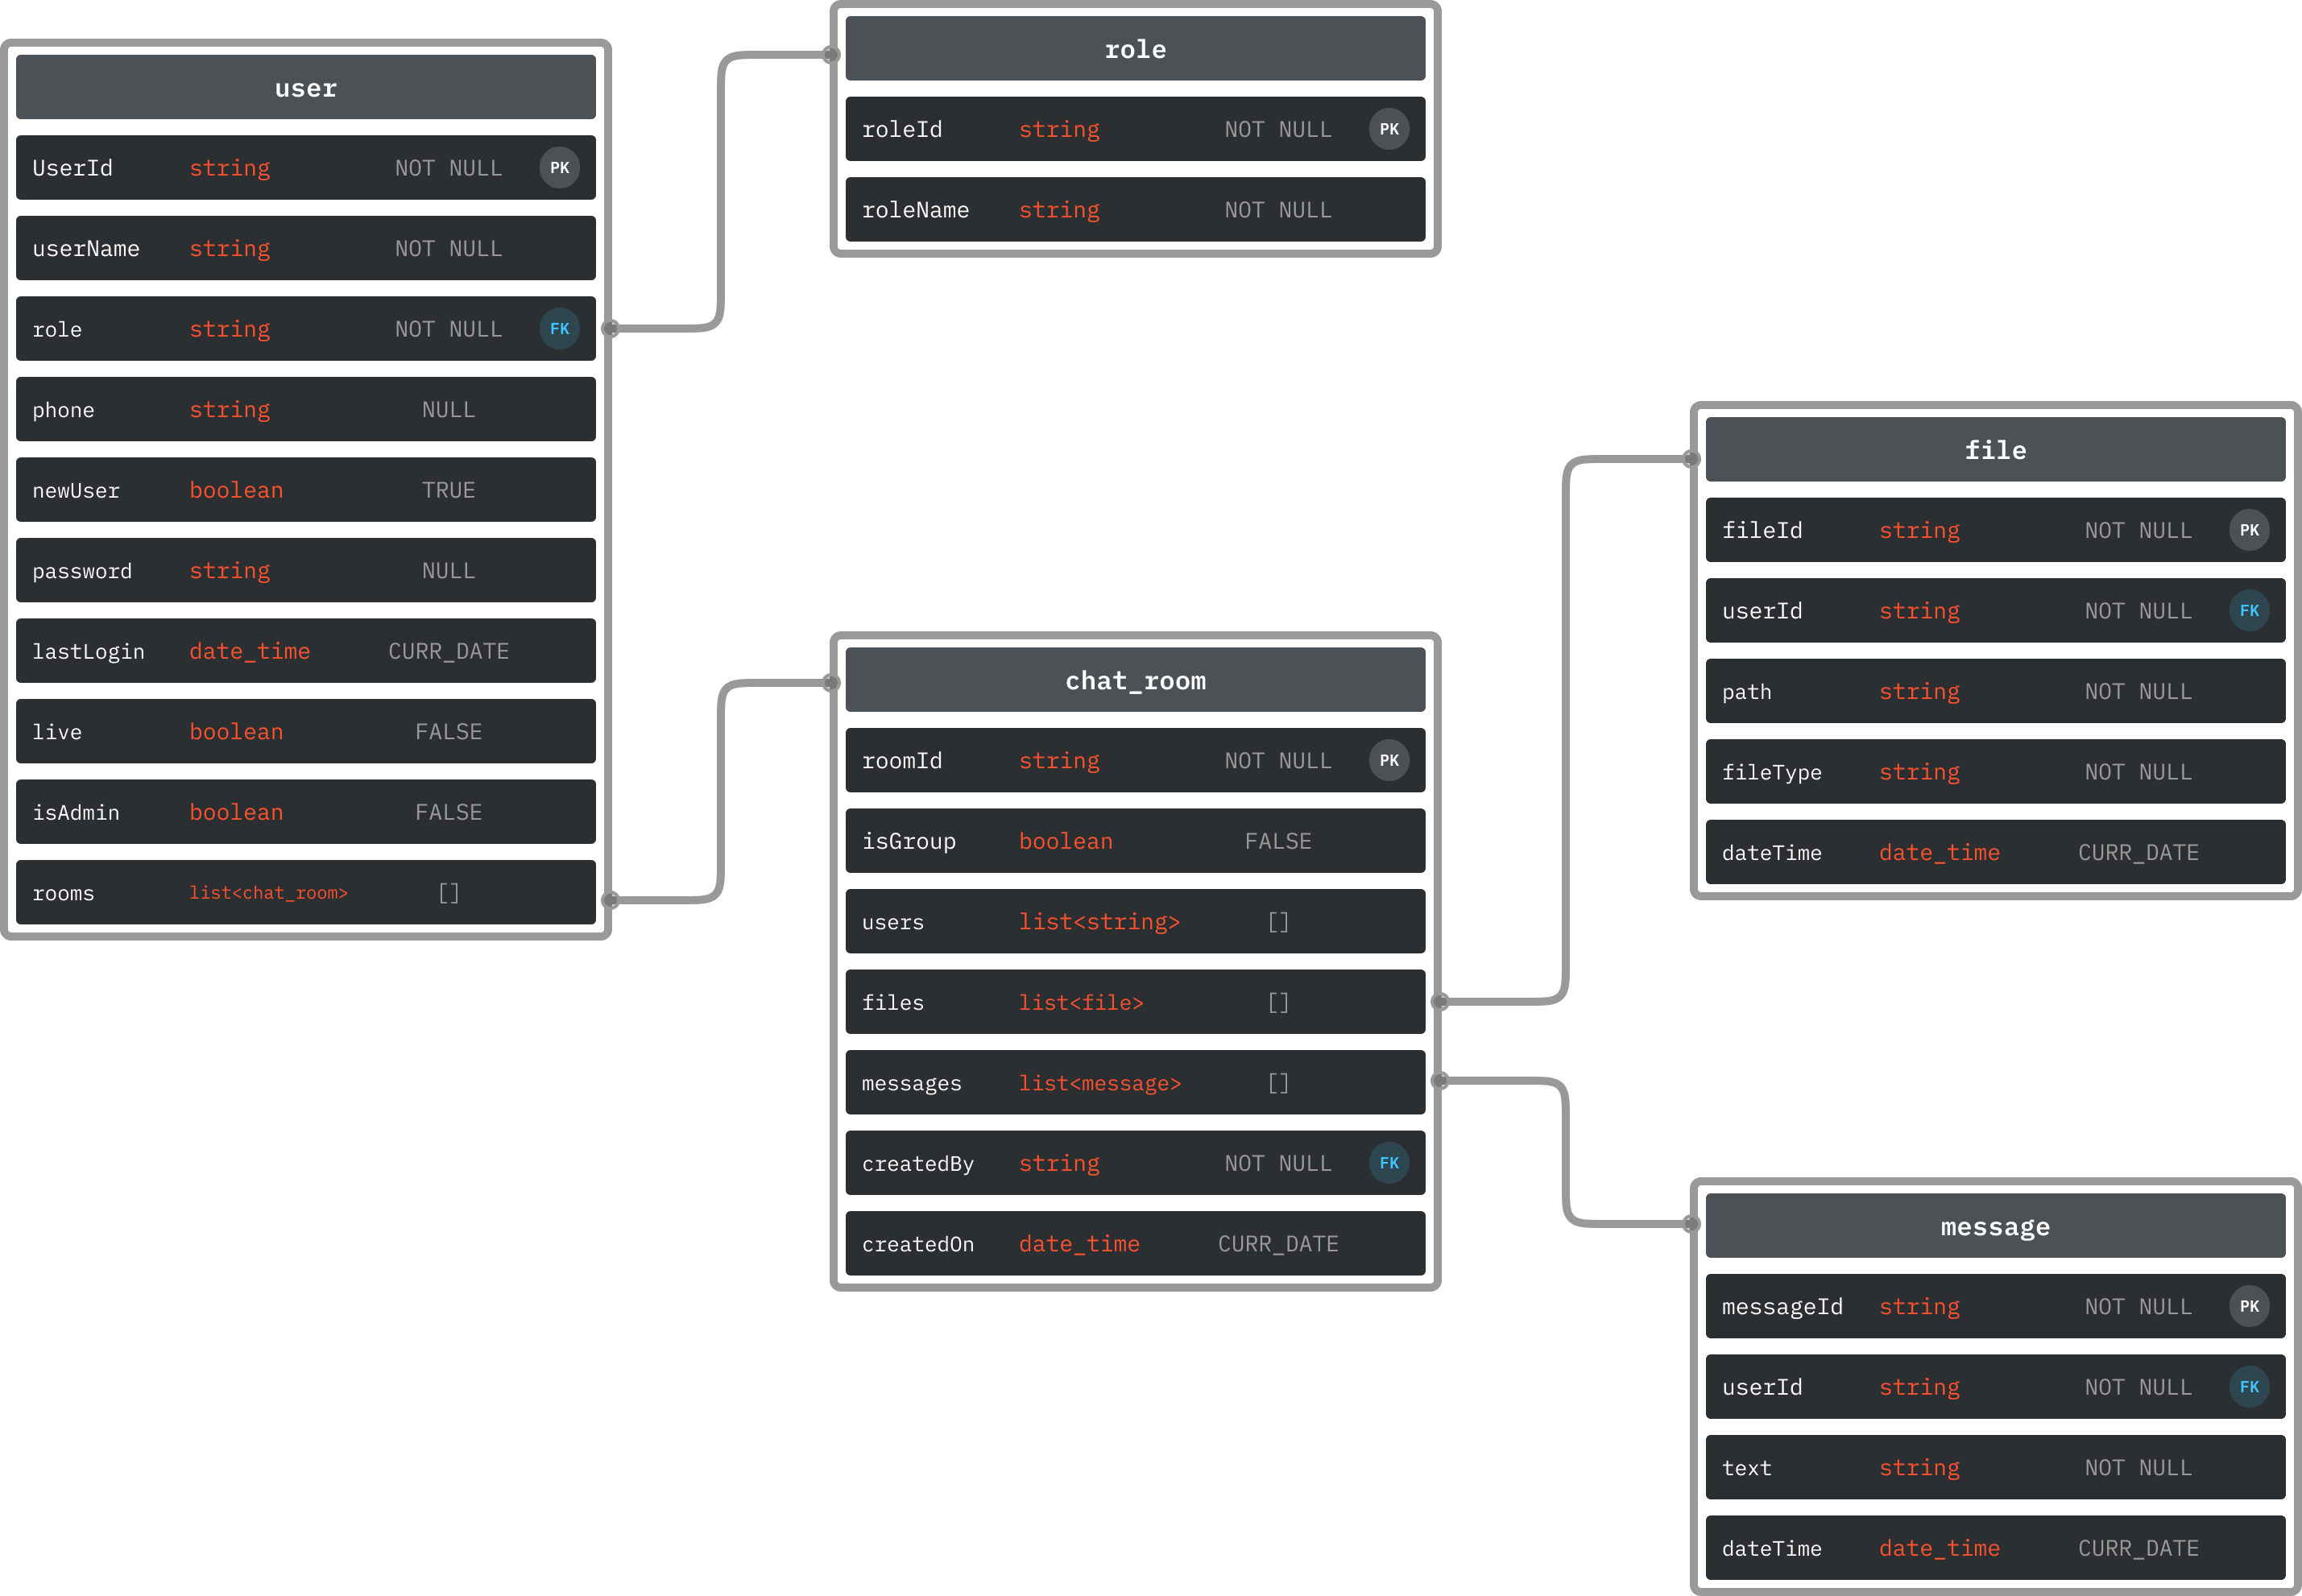 user
UserId string NOT NULL PK
userName string NOT NULL
role string NOT NULL FK
phone string NULL
newUser boolean TRUE
password string NULL
lastLogin date_time CURR_DATE
live boolean FALSE
isAdmin boolean FALSE
rooms list<chat_room> []
role
roleId string NOT NULL PK
roleName string NOT NULL
chat_room
roomId string NOT NULL PK
isGroup boolean FALSE
users list<string> []
files list<file> []
messages list<message> []
createdBy string NOT NULL FK
createdOn date_time CURR_DATE
file
fileId string NOT NULL PK
userId string NOT NULL FK
path string NOT NULL
fileType string NOT NULL
dateTime date_time CURR_DATE
message
messageId string NOT NULL PK
userId string NOT NULL FK
text string NOT NULL
dateTime date_time CURR_DATE